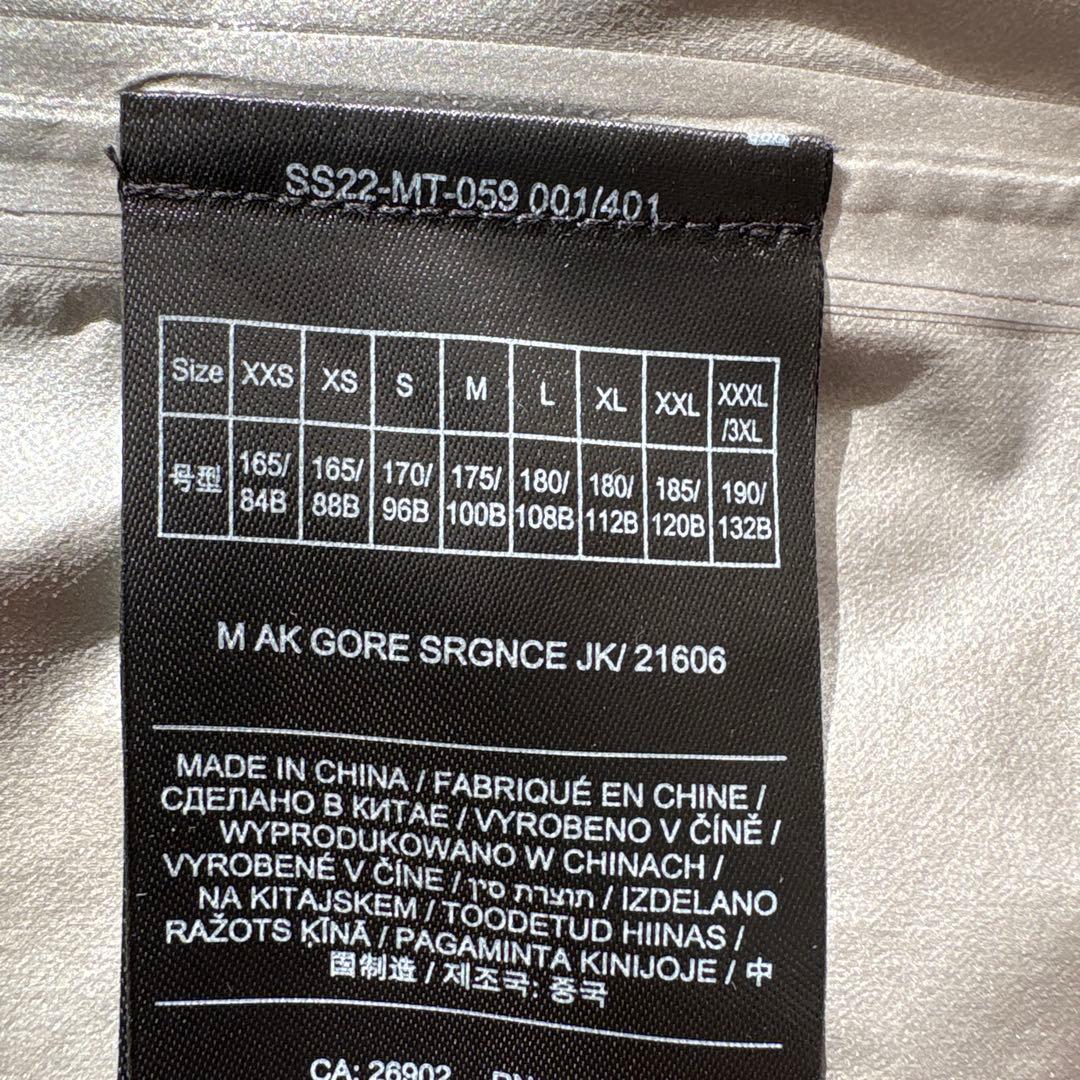 SS22-MT-059 001/401
Size XXS XS S M L XL XXL XXXL/3XL
号型 165/84B 165/88B 170/96B 175/100B 180/108B 180/112B 185/120B 190/132B
M AK GORE SRGNCE JK/ 21606
MADE IN CHINA / FABRIQUÉ EN CHINE /
СДЕЛАНО В КИТАЕ / VYROBENO V ČÍNĚ /
WYPRODUKOWANO W CHINACH /
VYROBENÉ V ČÍNE / תוצרת סין / IZDELANO
NA KITAJSKEM / TOODETUD HIINAS /
RAŽOTS ĶĪNĀ / PAGAMINTA KINIJOJE / 中
国制造 / 제조국: 중국
CA: 26902